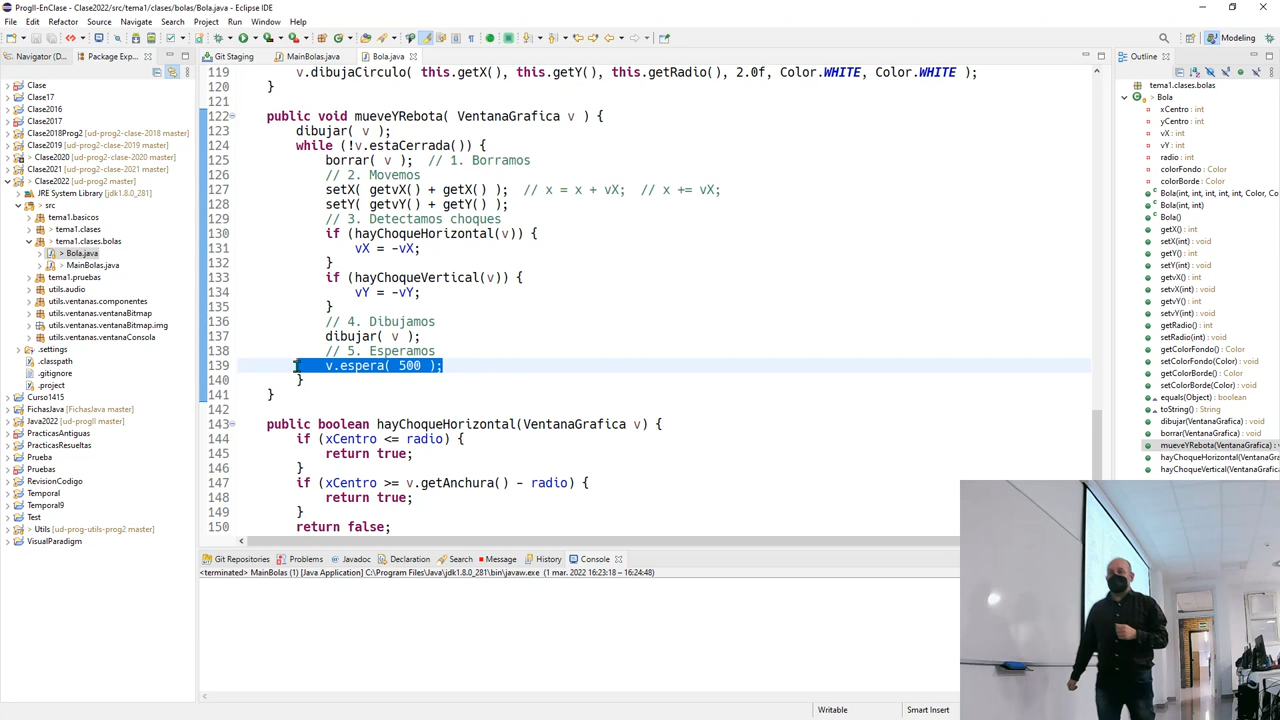 ProgII-EnClase - Clase2022/src/tema1/clases/bolas/Bola.java - Eclipse IDE
File Edit Refactor Source Navigate Search Project Run Window Help
Navigator (D... Package Exp...
Git Staging MainBolas.java Bola.java
Modeling
Outline
Clase
Clase17
Clase2016
Clase2017
Clase2018Prog2 [ud-prog2-clase-2018 master]
Clase2019 [ud-prog2-clase-2019 master]
> Clase2020 [ud-prog2-clase-2020 master]
Clase2021 [ud-prog2-clase-2021 master]
> Clase2022 [ud-prog2 master]
JRE System Library [jdk1.8.0_281]
> src
tema1.basicos
> tema1.clases
> tema1.clases.bolas
> Bola.java
> MainBolas.java
tema1.pruebas
utils.audio
utils.ventanas.componentes
utils.ventanas.ventanaBitmap
utils.ventanas.ventanaBitmap.img
utils.ventanas.ventanaConsola
.settings
.classpath
.gitignore
.project
Curso1415
FichasJava [FichasJava master]
Java2022 [ud-progII master]
PracticasAntiguas
PracticasResueltas
Prueba
Pruebas
RevisionCodigo
Temporal
Temporal9
Test
> Utils [ud-prog-utils-prog2 master]
VisualParadigm
119 v.dibujaCirculo( this.getX(), this.getY(), this.getRadio(), 2.0f, Color.WHITE, Color.WHITE );
120 }
121
122 public void mueveYRebota( VentanaGrafica v ) {
123 dibujar( v );
124 while (!v.estaCerrada()) {
125 borrar( v ); // 1. Borramos
126 // 2. Movemos
127 setX( getvX() + getX() ); // x = x + vX; // x += vX;
128 setY( getvY() + getY() );
129 // 3. Detectamos choques
130 if (hayChoqueHorizontal(v)) {
131 vX = -vX;
132 }
133 if (hayChoqueVertical(v)) {
134 vY = -vY;
135 }
136 // 4. Dibujamos
137 dibujar( v );
138 // 5. Esperamos
139 v.espera( 500 );
140 }
141 }
142
143 public boolean hayChoqueHorizontal(VentanaGrafica v) {
144 if (xCentro <= radio) {
145 return true;
146 }
147 if (xCentro >= v.getAnchura() - radio) {
148 return true;
149 }
150 return false;
tema1.clases.bolas
Bola
xCentro : int
yCentro : int
vX : int
vY : int
radio : int
colorFondo : Color
colorBorde : Color
Bola(int, int, int, int, int, Color, Co
Bola(int, int)
Bola()
getX() : int
setX(int) : void
getY() : int
setY(int) : void
getvX() : int
setvX(int) : void
getvY() : int
setvY(int) : void
getRadio() : int
setRadio(int) : void
getColorFondo() : Color
setColorFondo(Color) : void
getColorBorde() : Color
setColorBorde(Color) : void
equals(Object) : boolean
toString() : String
dibujar(VentanaGrafica) : void
borrar(VentanaGrafica) : void
mueveYRebota(VentanaGrafica) : v
hayChoqueHorizontal(VentanaGra
hayChoqueVertical(VentanaGrafica
Git Repositories Problems Javadoc Declaration Search Message History Console
<terminated> MainBolas (1) [Java Application] C:\Program Files\Java\jdk1.8.0_281\bin\javaw.exe (1 mar. 2022 16:23:18 – 16:24:48)
Writable Smart Insert